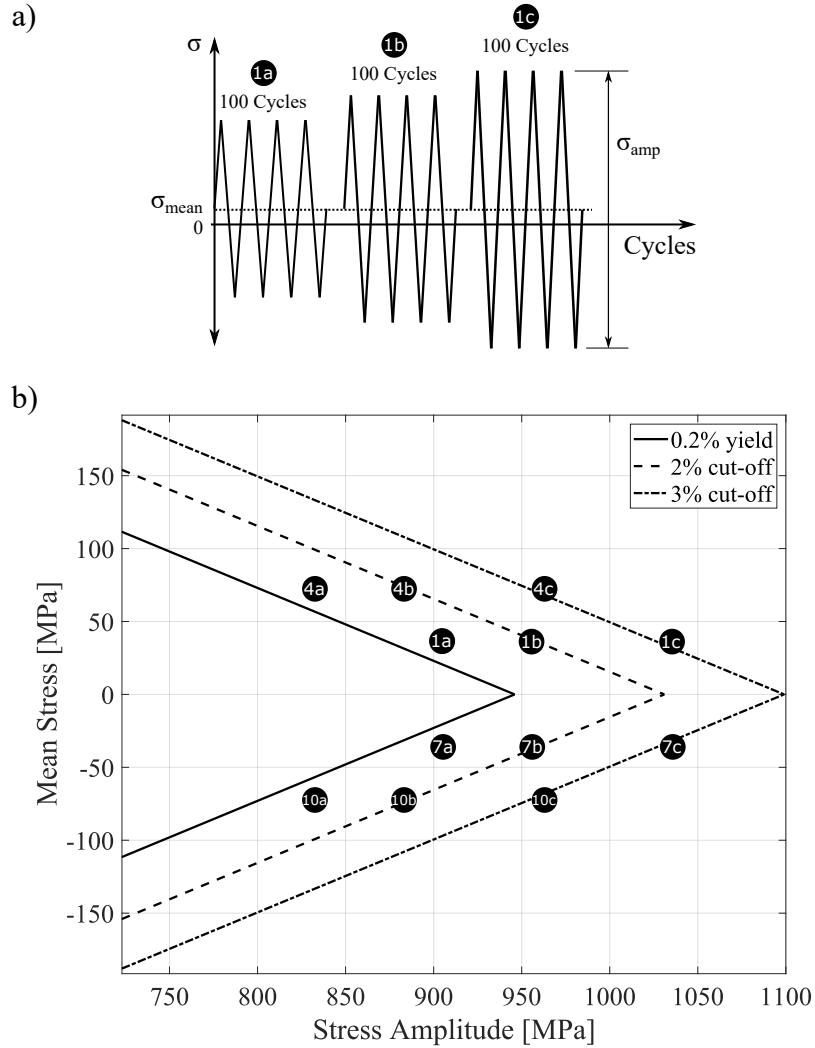 a)
1a
100 Cycles
1b
100 Cycles
1c
100 Cycles
σ
σamp
σmean
0
Cycles
b)
0.2% yield
2% cut-off
3% cut-off
150
100
50
0
-50
-100
-150
Mean Stress [MPa]
4a 4b 4c
1a 1b 1c
7a 7b 7c
10a 10b 10c
750 800 850 900 950 1000 1050 1100
Stress Amplitude [MPa]